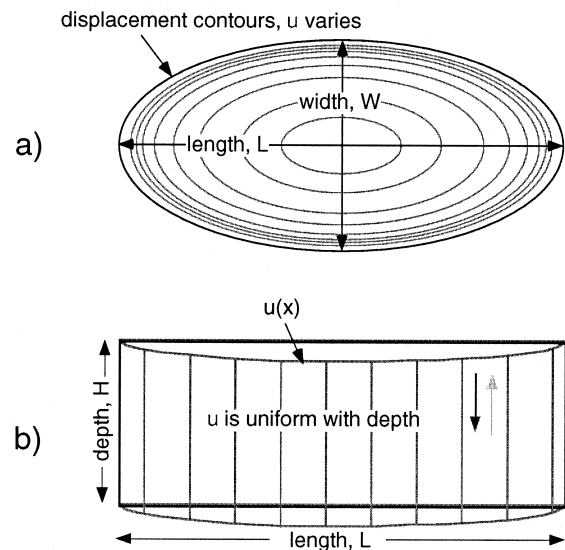 displacement contours, u varies
a)
width, W
length, L
u(x)
b)
depth, H
u is uniform with depth
length, L